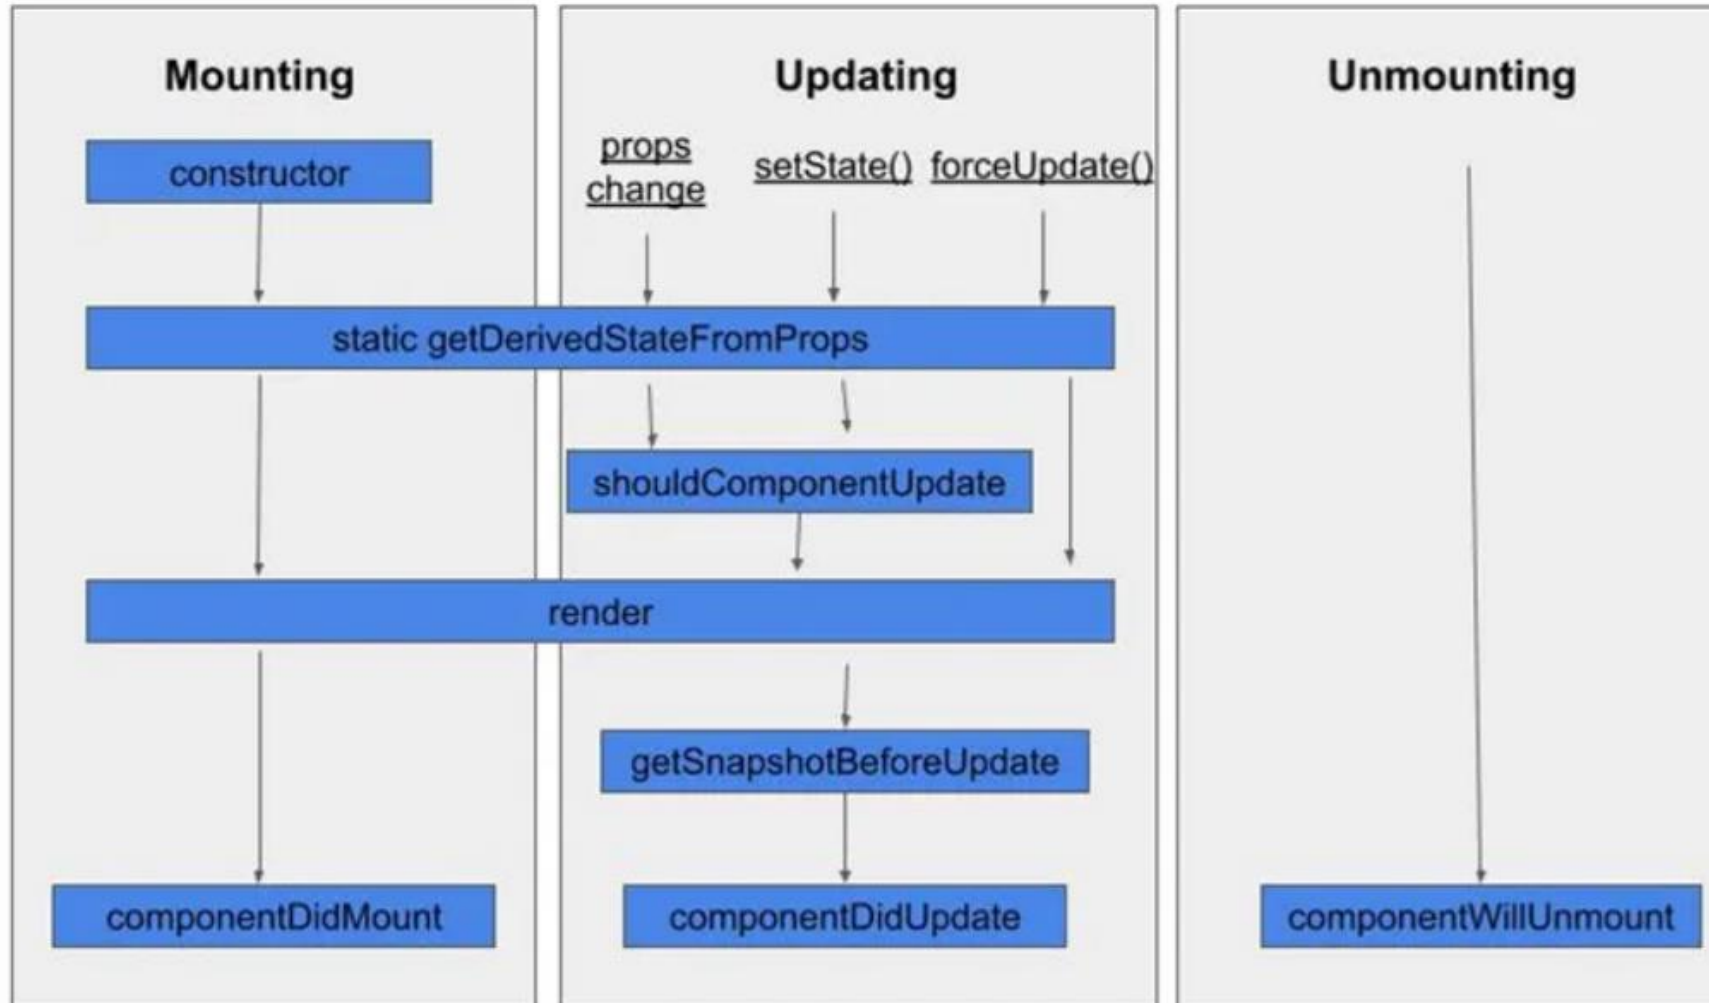 Mounting
Updating
Unmounting
constructor
props
change
setState()
forceUpdate()
static getDerivedStateFromProps
shouldComponentUpdate
render
getSnapshotBeforeUpdate
componentDidMount
componentDidUpdate
componentWillUnmount